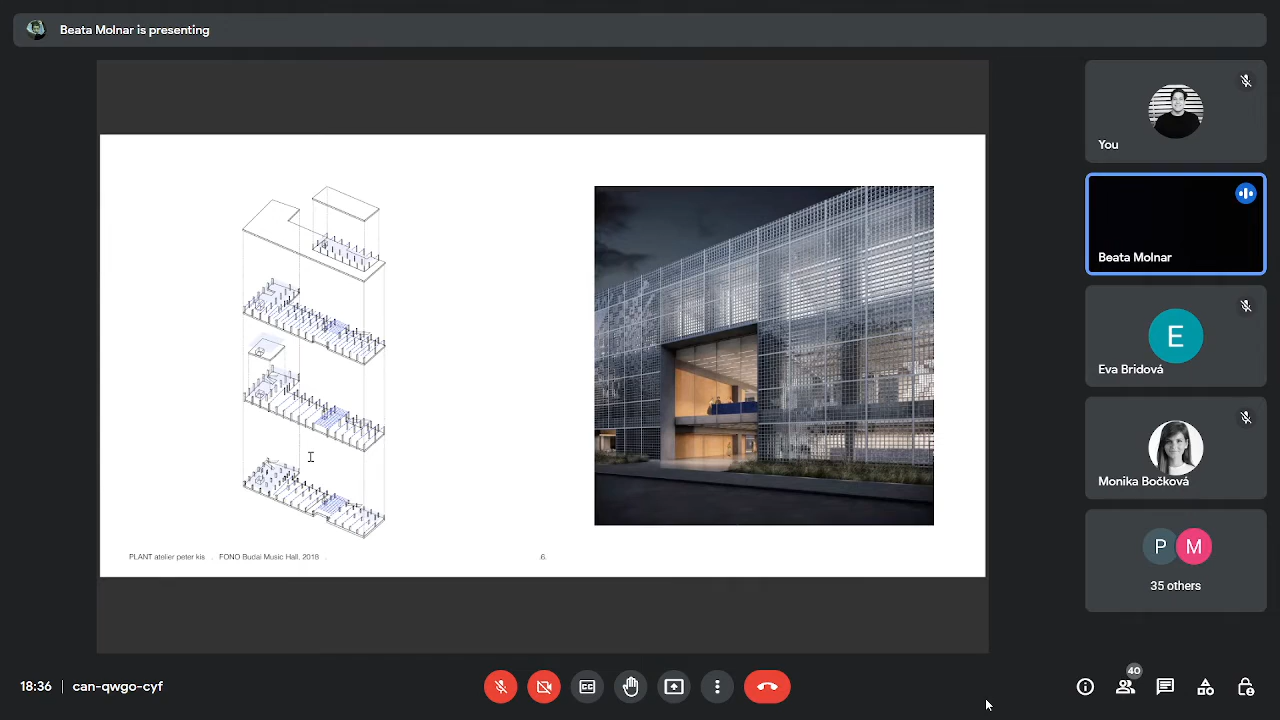 Beata Molnar is presenting
You
Beata Molnar
E
Eva Bridová
Monika Bočková
P M
35 others
PLANT atelier peter kis . FONO Budai Music Hall, 2018 .
.6.
18:36 | can-qwgo-cyf
CC
40